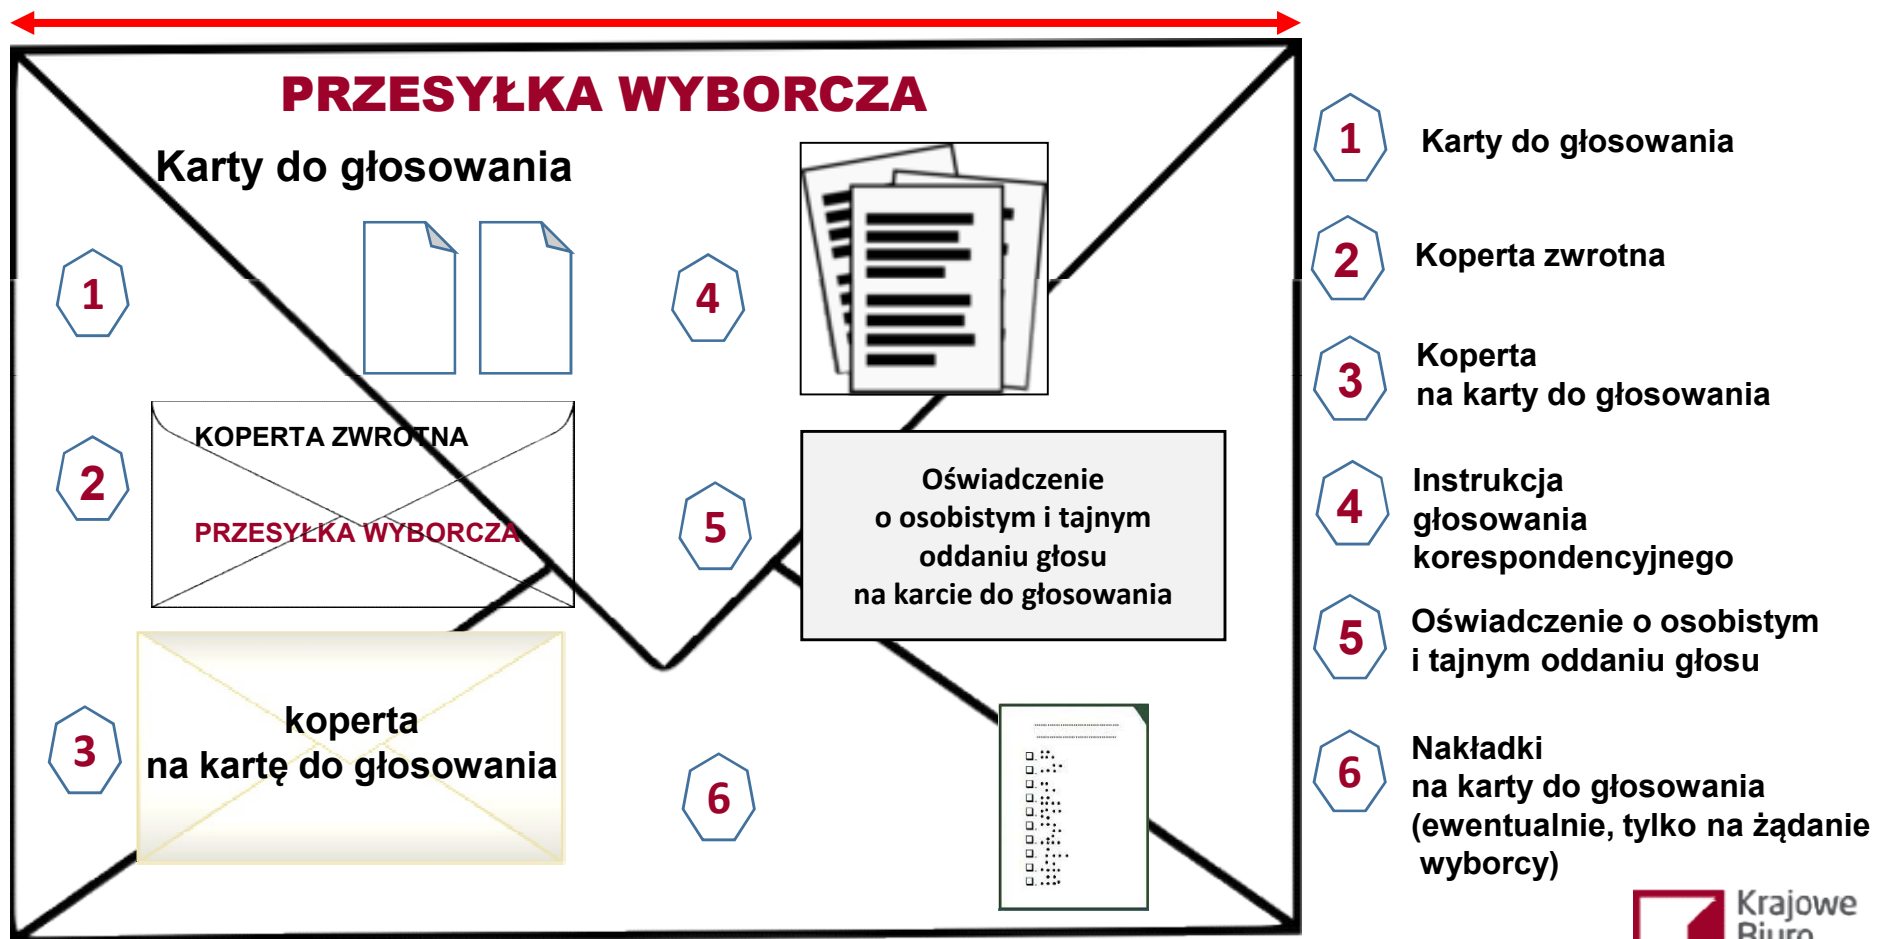 PRZESYŁKA WYBORCZA
Karty do głosowania
1
2
KOPERTA ZWROTNA
PRZESYŁKA WYBORCZA
3
koperta
na kartę do głosowania
4
5
Oświadczenie
o osobistym i tajnym
oddaniu głosu
na karcie do głosowania
6
1
Karty do głosowania
2
Koperta zwrotna
3
Koperta
na karty do głosowania
4
Instrukcja
głosowania
korespondencyjnego
5
Oświadczenie o osobistym
i tajnym oddaniu głosu
6
Nakładki
na karty do głosowania
(ewentualnie, tylko na żądanie
wyborcy)
Krajowe
Biuro